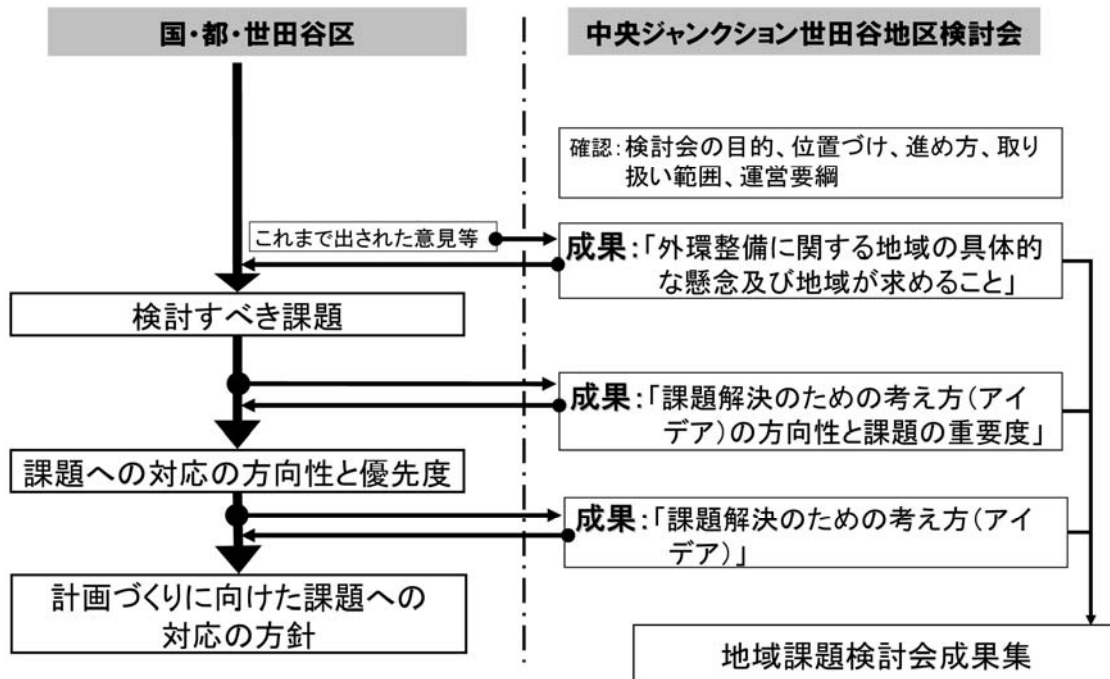 国・都・世田谷区
中央ジャンクション世田谷地区検討会
確認：検討会の目的、位置づけ、進め方、取り
扱い範囲、運営要綱
これまで出された意見等
成果：「外環整備に関する地域の具体的
な懸念及び地域が求めること」
検討すべき課題
成果：「課題解決のための考え方（アイ
デア）の方向性と課題の重要度」
課題への対応の方向性と優先度
成果：「課題解決のための考え方（アイ
デア）」
計画づくりに向けた課題への
対応の方針
地域課題検討会成果集